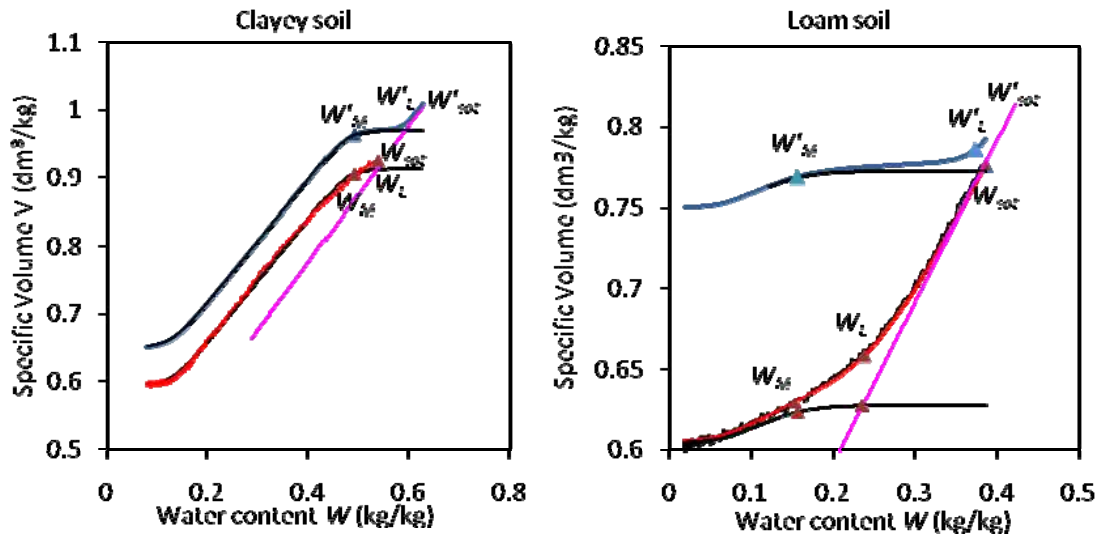 Clayey soil
Specific Volume V (dm³/kg)
1.1
1
0.9
0.8
0.7
0.6
0.5
W'M
W'L
W'sat
Wsat
WL
WM
0
0.2
0.4
0.6
0.8
Water content W (kg/kg)
Loam soil
Specific Volume (dm3/kg)
0.85
0.8
0.75
0.7
0.65
0.6
W'sat
W'L
W'M
Wsat
WL
WM
0
0.1
0.2
0.3
0.4
0.5
Water content W (kg/kg)